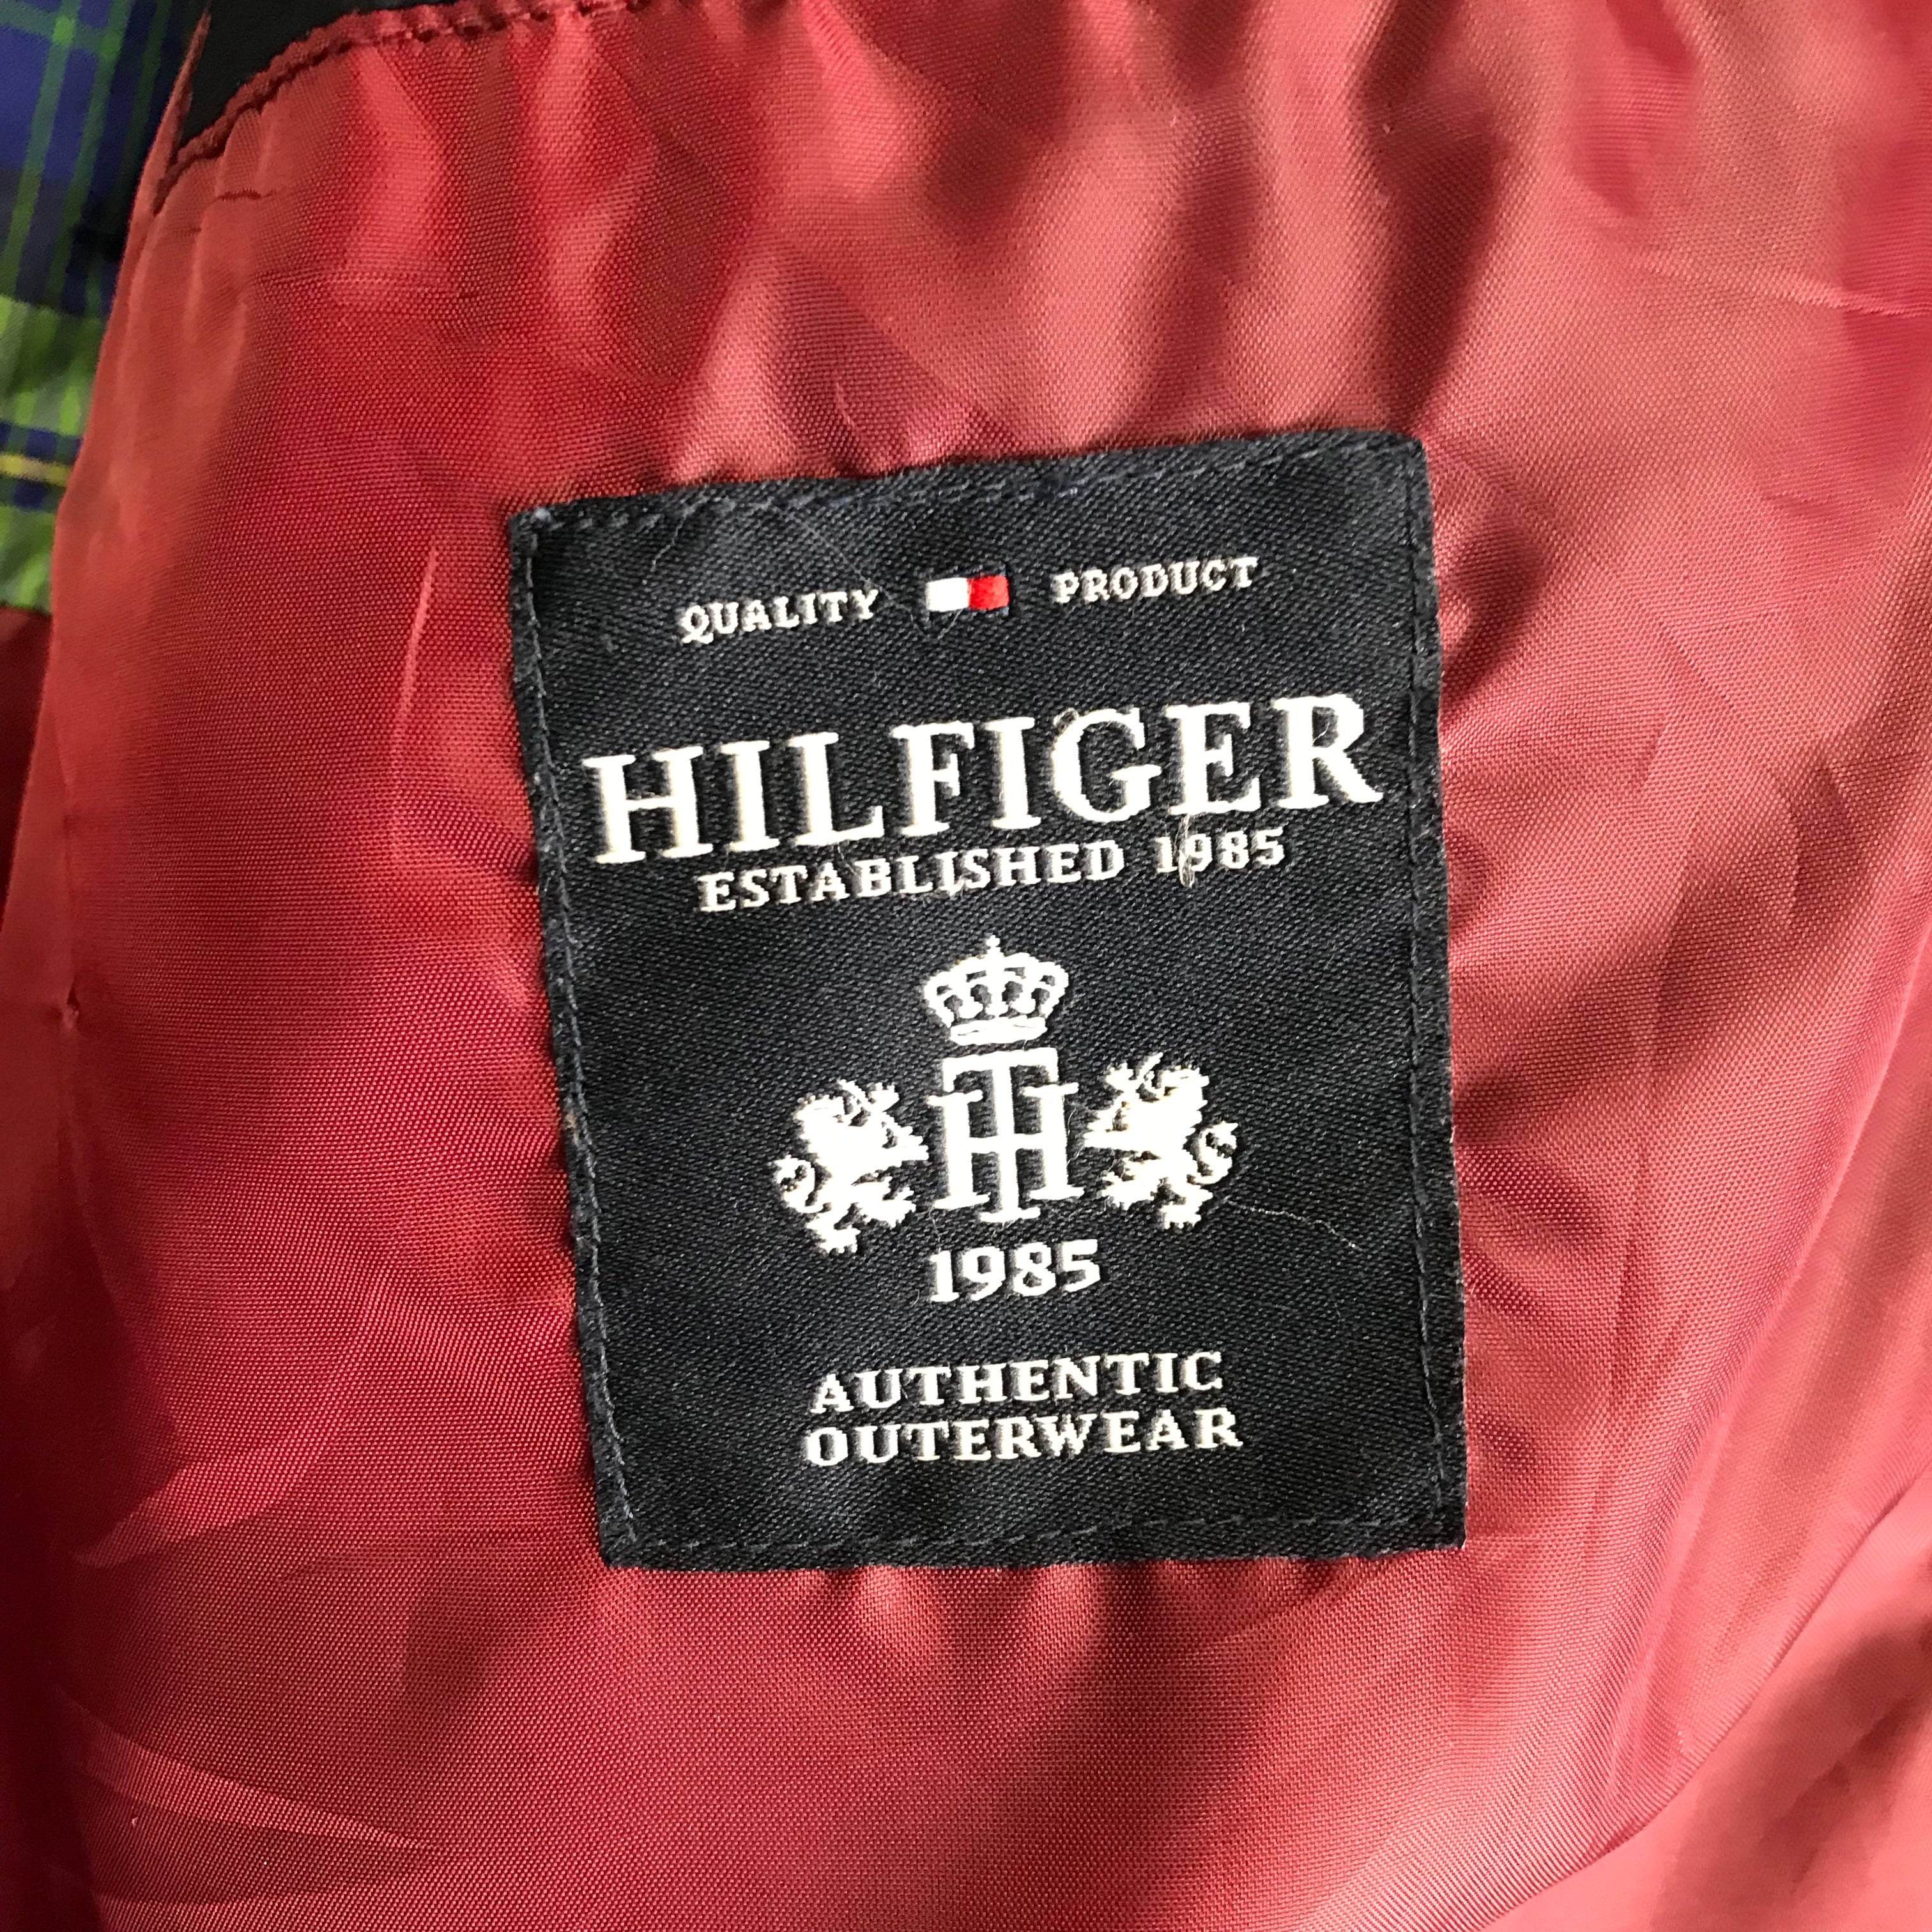 QUALITY PRODUCT
HILFIGER
ESTABLISHED 1985
TH
1985
AUTHENTIC
OUTERWEAR